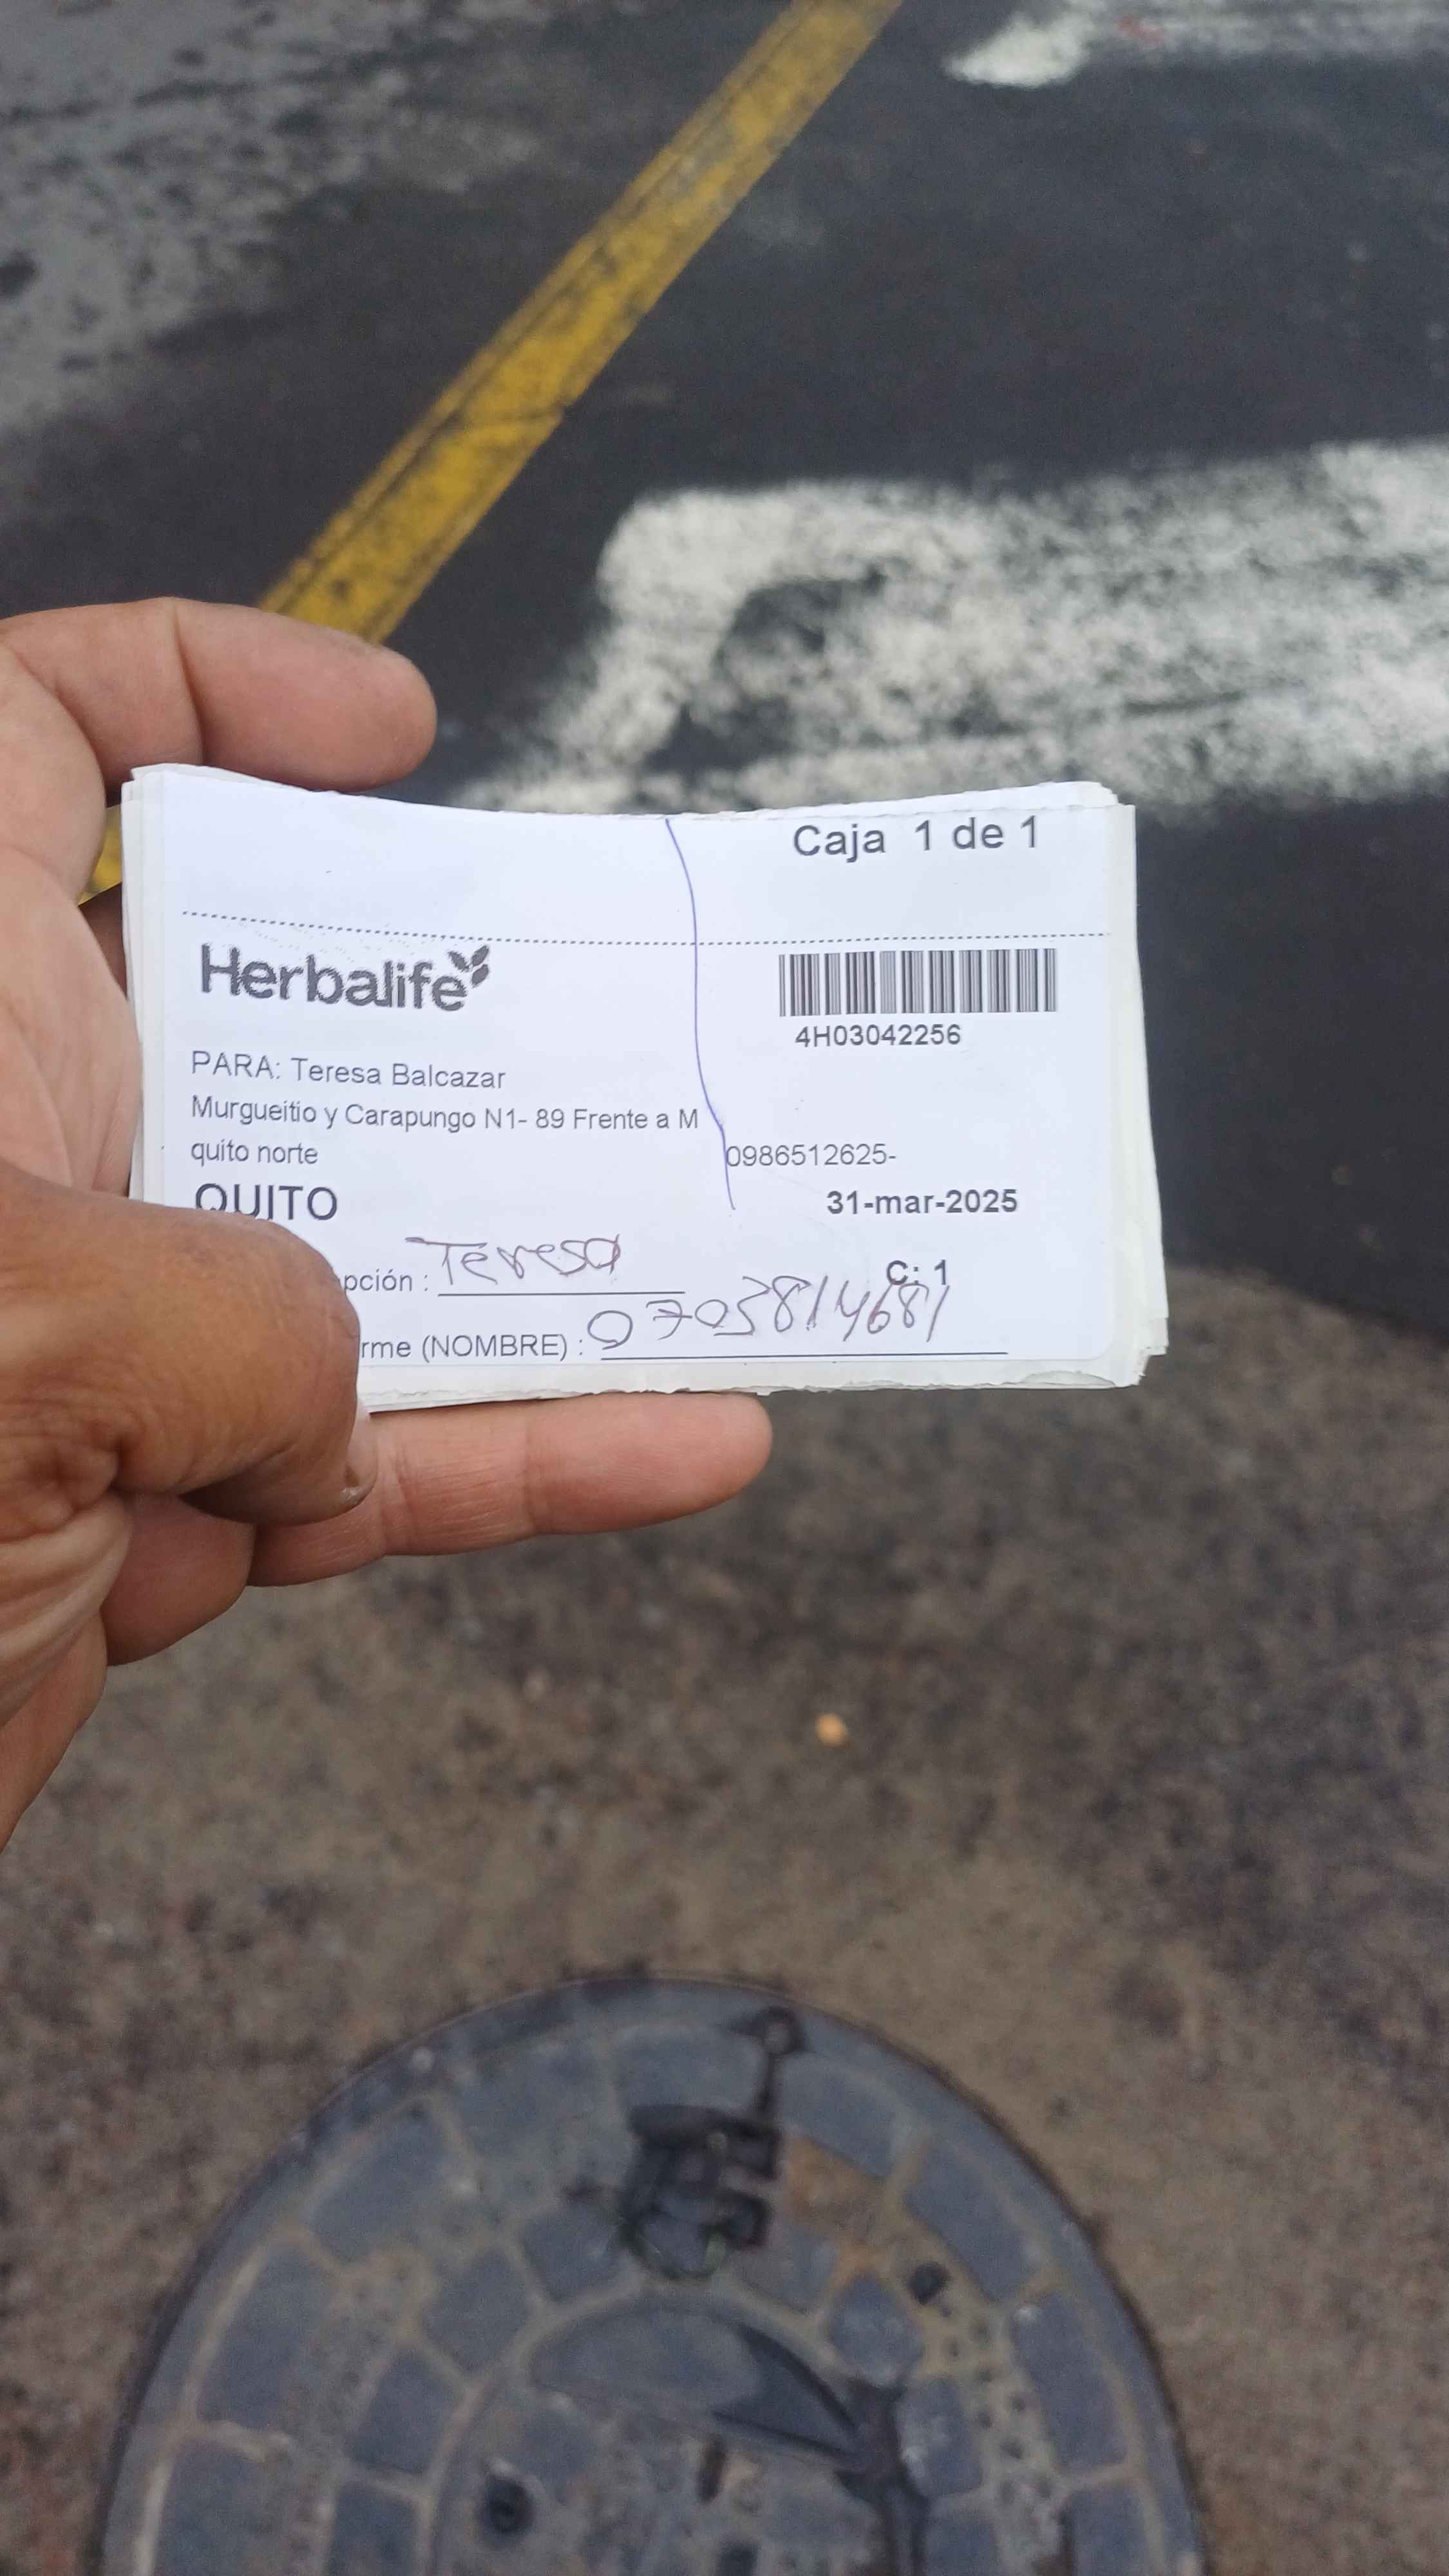 Caja 1 de 1
Herbalife
4H03042256
PARA: Teresa Balcazar
Murgueitio y Carapungo N1- 89 Frente a M
quito norte 0986512625-
QUITO 31-mar-2025
pción : Teresa C: 1
rme (NOMBRE) : 0703814681